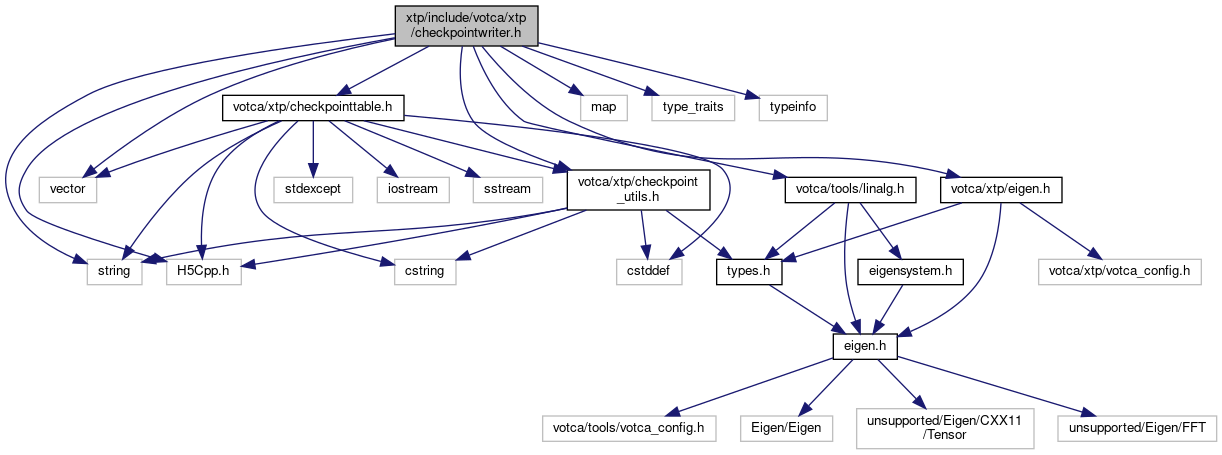 xtp/include/votca/xtp
/checkpointwriter.h
votca/xtp/checkpointtable.h
map
type_traits
typeinfo
vector
stdexcept
iostream
sstream
votca/xtp/checkpoint
_utils.h
votca/tools/linalg.h
votca/xtp/eigen.h
string
H5Cpp.h
cstring
cstddef
types.h
eigensystem.h
votca/xtp/votca_config.h
eigen.h
votca/tools/votca_config.h
Eigen/Eigen
unsupported/Eigen/CXX11
/Tensor
unsupported/Eigen/FFT